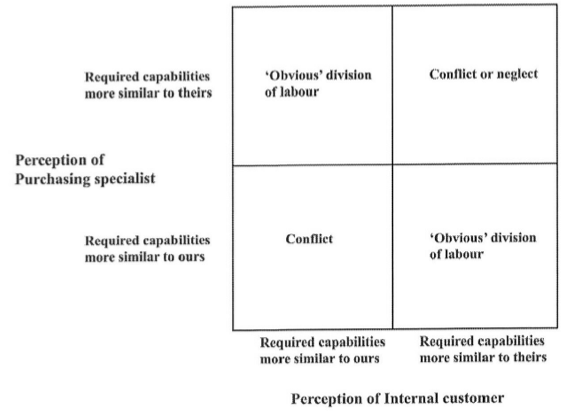 Required capabilities
more similar to theirs
‘Obvious’ division
of labour
Conflict or neglect
Perception of
Purchasing specialist
Required capabilities
more similar to ours
Conflict
‘Obvious’ division
of labour
Required capabilities
more similar to ours
Required capabilities
more similar to theirs
Perception of Internal customer